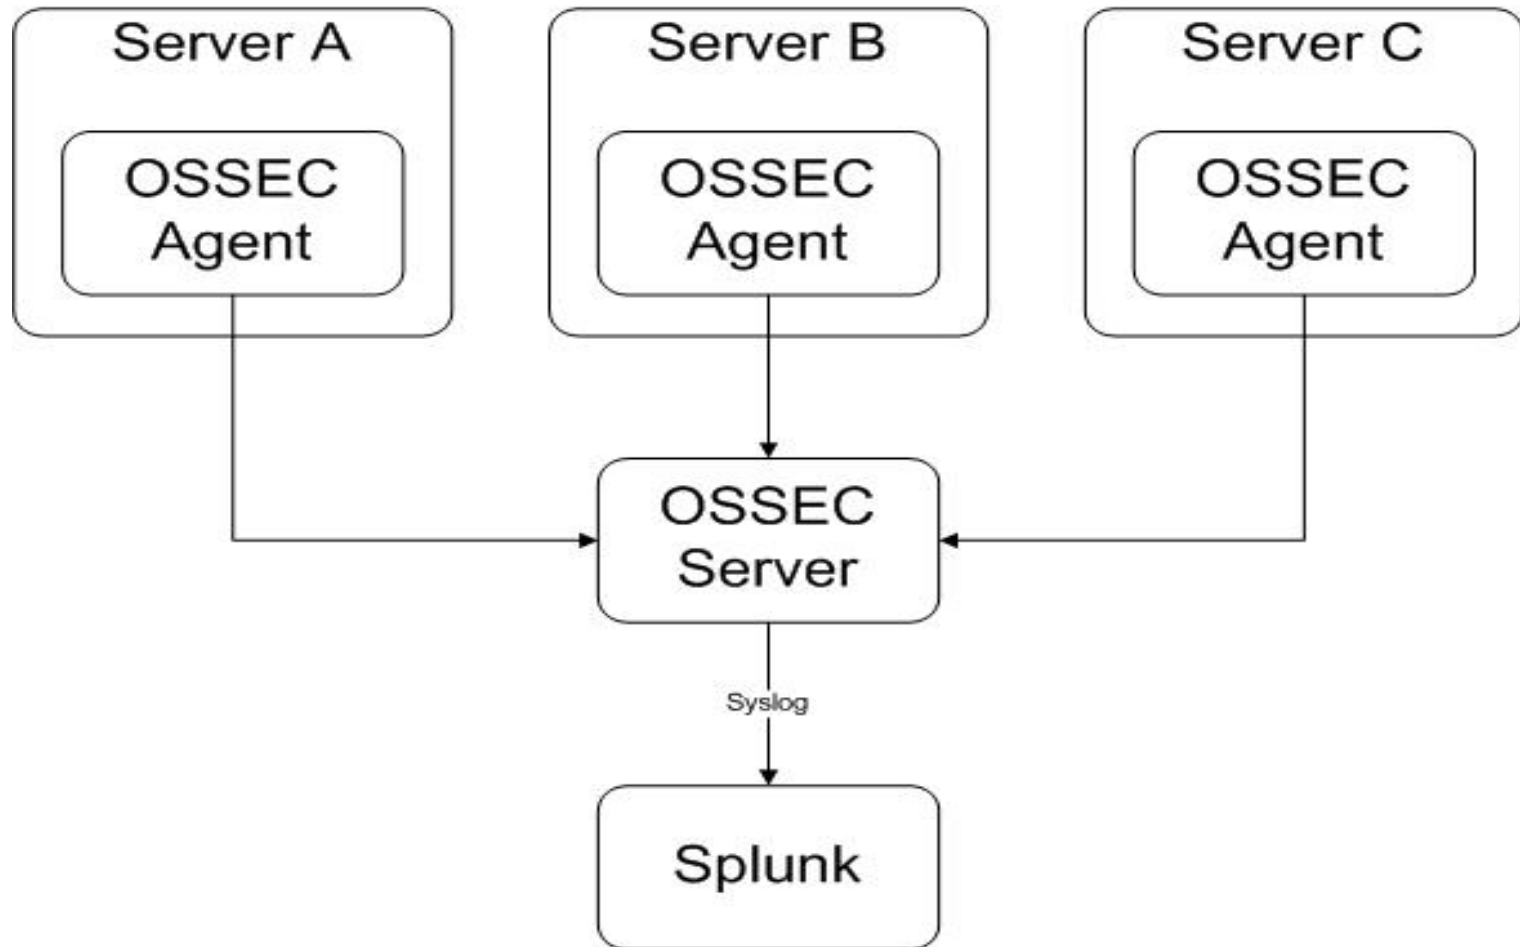 Server A
Server B
Server C
OSSEC
Agent
OSSEC
Agent
OSSEC
Agent
OSSEC
Server
Syslog
Splunk